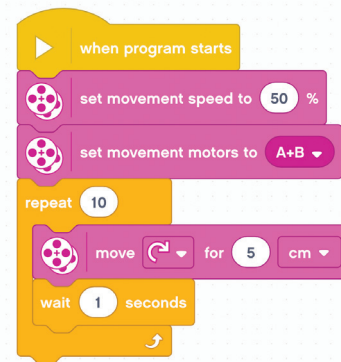 when program starts
set movement speed to 50 %
set movement motors to A+B
repeat 10
move for 5 cm
wait 1 seconds